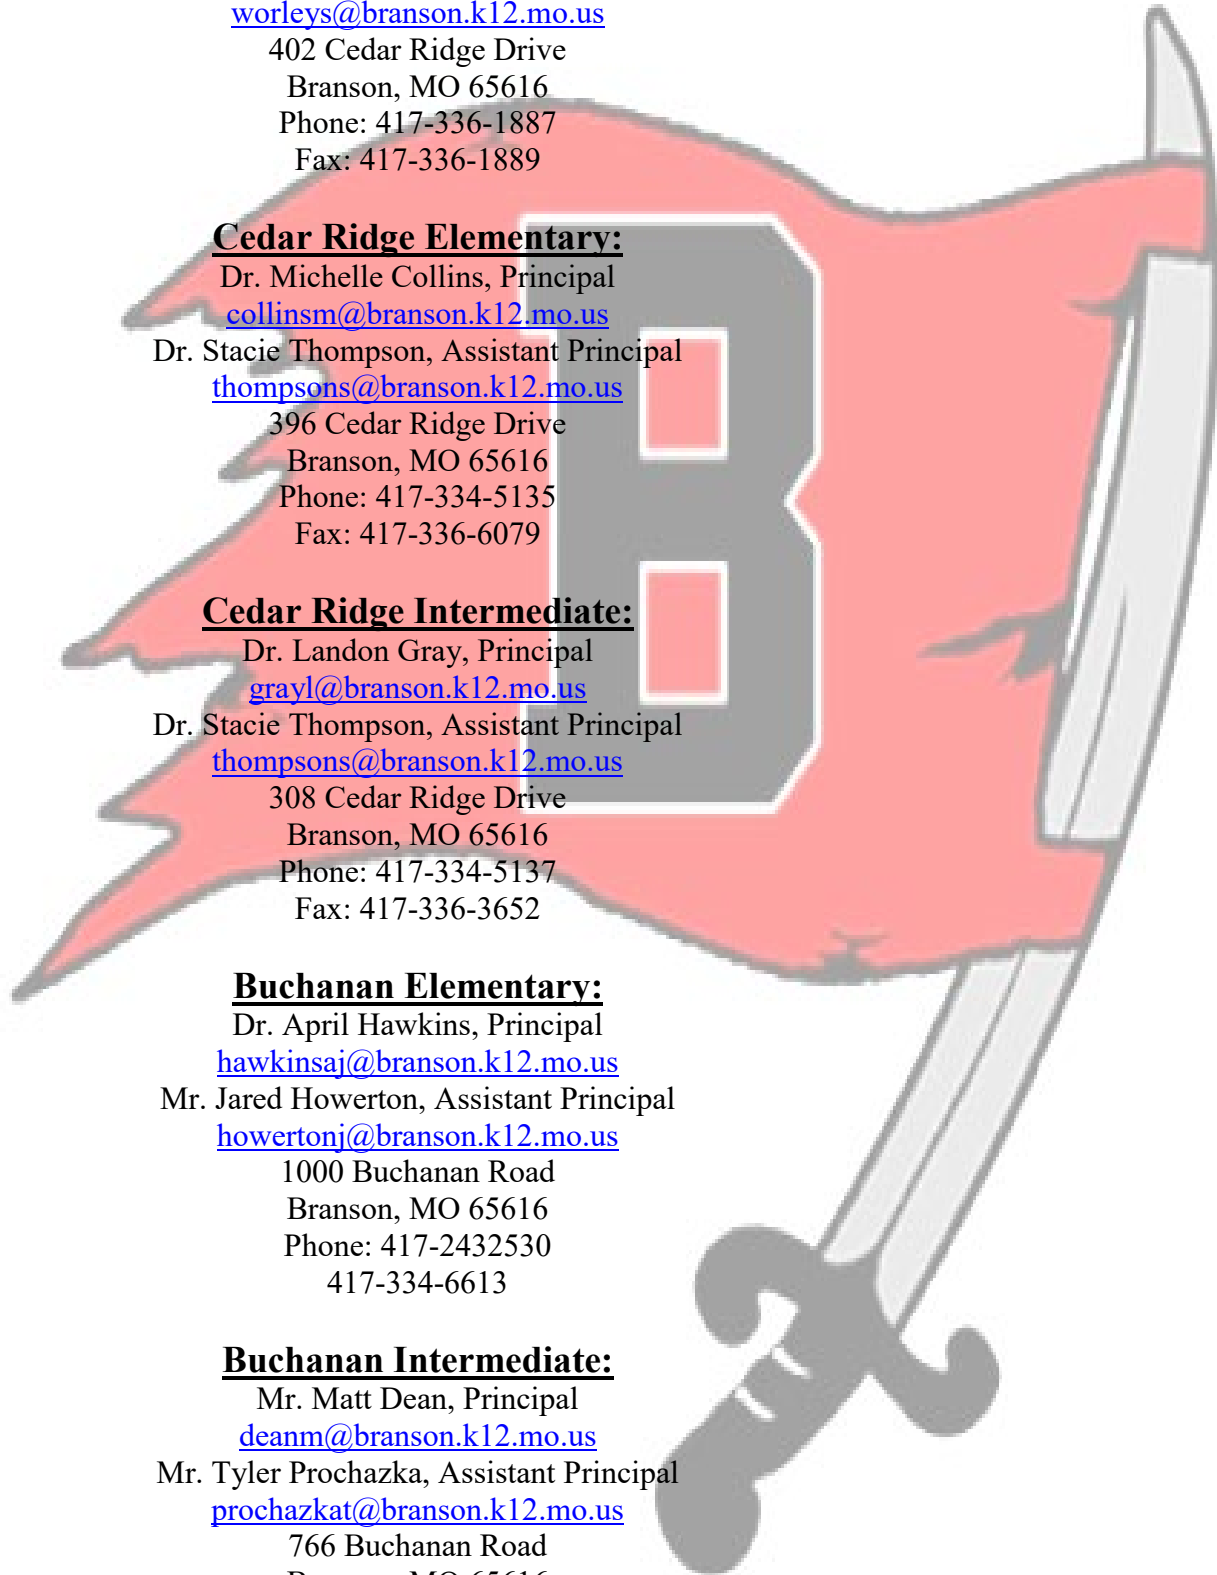 worleys@branson.k12.mo.us
402 Cedar Ridge Drive
Branson, MO 65616
Phone: 417-336-1887
Fax: 417-336-1889
Cedar Ridge Elementary:
Dr. Michelle Collins, Principal
collinsm@branson.k12.mo.us
Dr. Stacie Thompson, Assistant Principal
thompsons@branson.k12.mo.us
396 Cedar Ridge Drive
Branson, MO 65616
Phone: 417-334-5135
Fax: 417-336-6079
Cedar Ridge Intermediate:
Dr. Landon Gray, Principal
grayl@branson.k12.mo.us
Dr. Stacie Thompson, Assistant Principal
thompsons@branson.k12.mo.us
308 Cedar Ridge Drive
Branson, MO 65616
Phone: 417-334-5137
Fax: 417-336-3652
Buchanan Elementary:
Dr. April Hawkins, Principal
hawkinsaj@branson.k12.mo.us
Mr. Jared Howerton, Assistant Principal
howertonj@branson.k12.mo.us
1000 Buchanan Road
Branson, MO 65616
Phone: 417-2432530
417-334-6613
Buchanan Intermediate:
Mr. Matt Dean, Principal
deanm@branson.k12.mo.us
Mr. Tyler Prochazka, Assistant Principal
prochazkat@branson.k12.mo.us
766 Buchanan Road
Branson, MO 65616
B